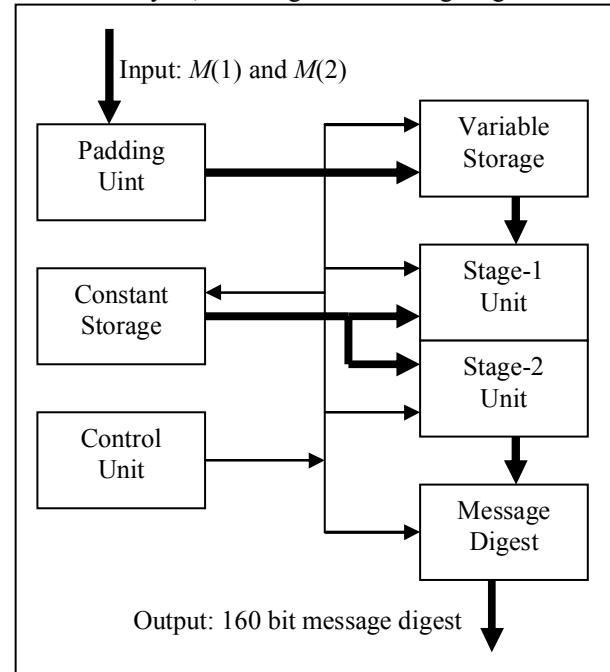 Input: M(1) and M(2)
Padding
Uint
Variable
Storage
Constant
Storage
Stage-1
Unit
Stage-2
Unit
Control
Unit
Message
Digest
Output: 160 bit message digest